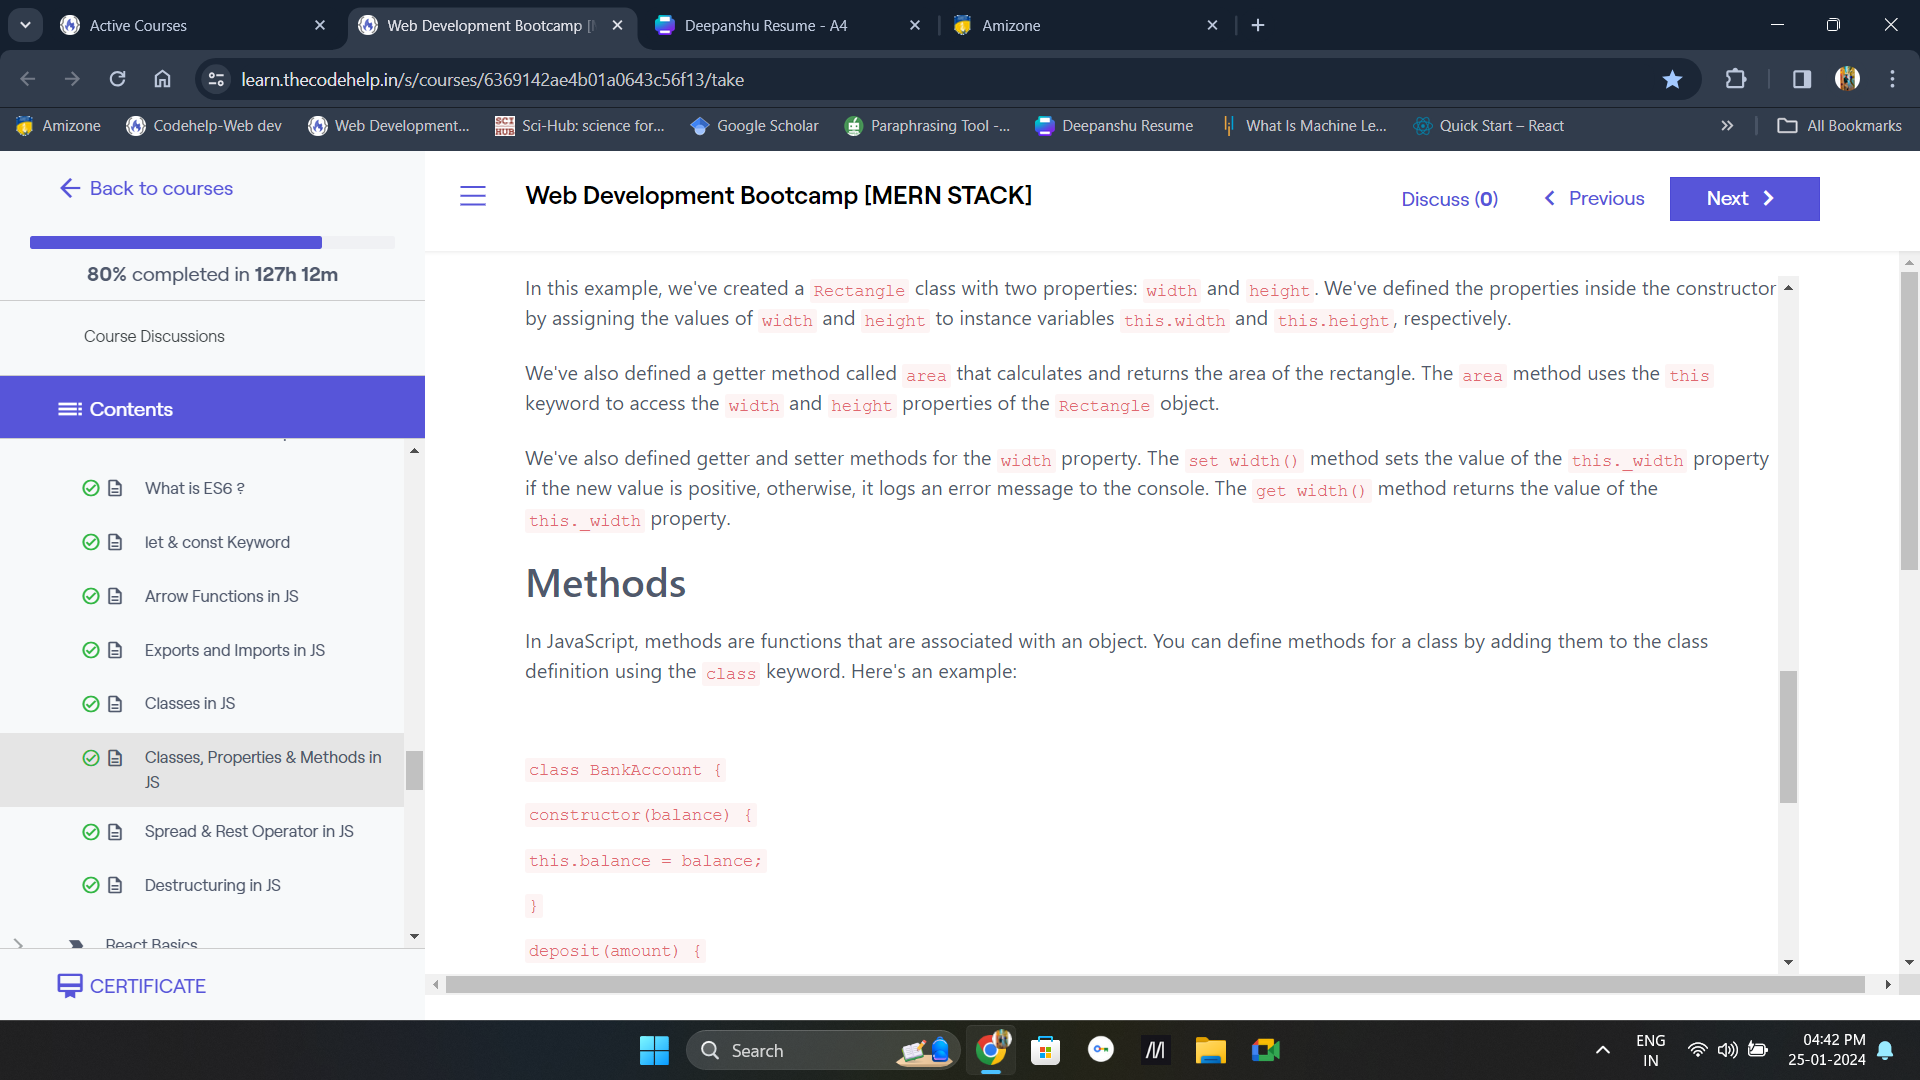 Active Courses
Web Development Bootcamp [
Deepanshu Resume - A4
Amizone
learn.thecodehelp.in/s/courses/6369142ae4b01a0643c56f13/take
Amizone
Codehelp-Web dev
Web Development...
SCI HUB
Sci-Hub: science for...
Google Scholar
Paraphrasing Tool -...
Deepanshu Resume
What Is Machine Le...
Quick Start – React
»
All Bookmarks
Back to courses
80% completed in 127h 12m
Course Discussions
Contents
What is ES6 ?
let & const Keyword
Arrow Functions in JS
Exports and Imports in JS
Classes in JS
Classes, Properties & Methods in
JS
Spread & Rest Operator in JS
Destructuring in JS
React Basics
CERTIFICATE
Web Development Bootcamp [MERN STACK]
Discuss (0)
Previous
Next
In this example, we've created a Rectangle class with two properties: width and height. We've defined the properties inside the constructor
by assigning the values of width and height to instance variables this.width and this.height, respectively.
We've also defined a getter method called area that calculates and returns the area of the rectangle. The area method uses the this
keyword to access the width and height properties of the Rectangle object.
We've also defined getter and setter methods for the width property. The set width() method sets the value of the this._width property
if the new value is positive, otherwise, it logs an error message to the console. The get width() method returns the value of the
this._width property.
Methods
In JavaScript, methods are functions that are associated with an object. You can define methods for a class by adding them to the class
definition using the class keyword. Here's an example:
class BankAccount {
constructor(balance) {
this.balance = balance;
}
deposit(amount) {
Search
ENG
IN
04:42 PM
25-01-2024